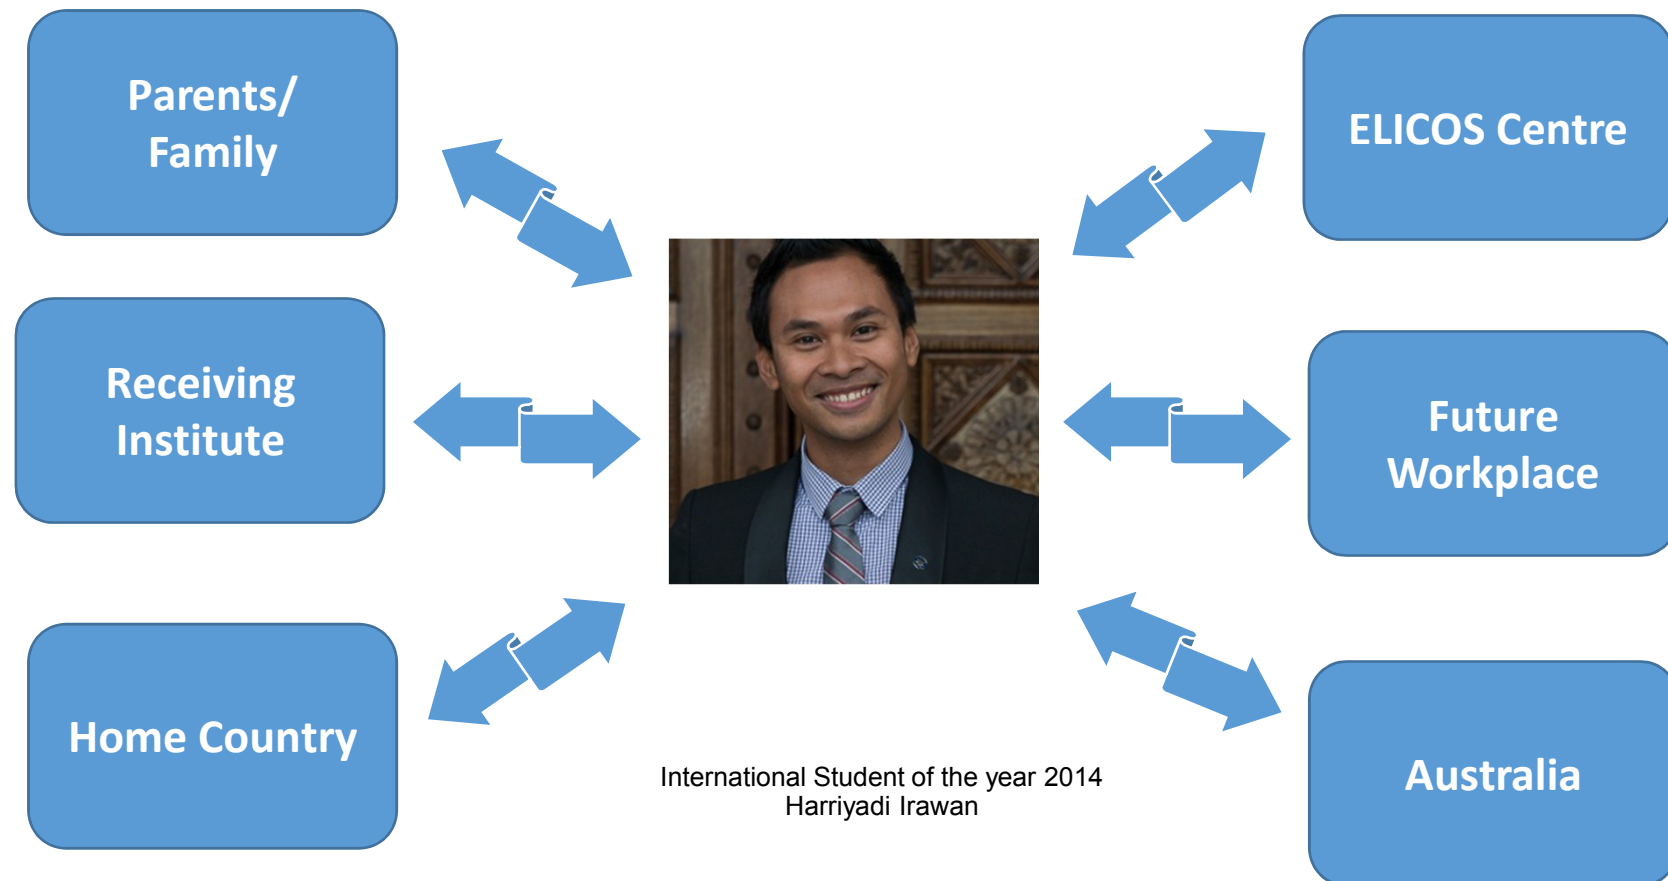 Parents/
Family
Receiving
Institute
Home Country
ELICOS Centre
Future
Workplace
Australia
International Student of the year 2014
Harriyadi Irawan